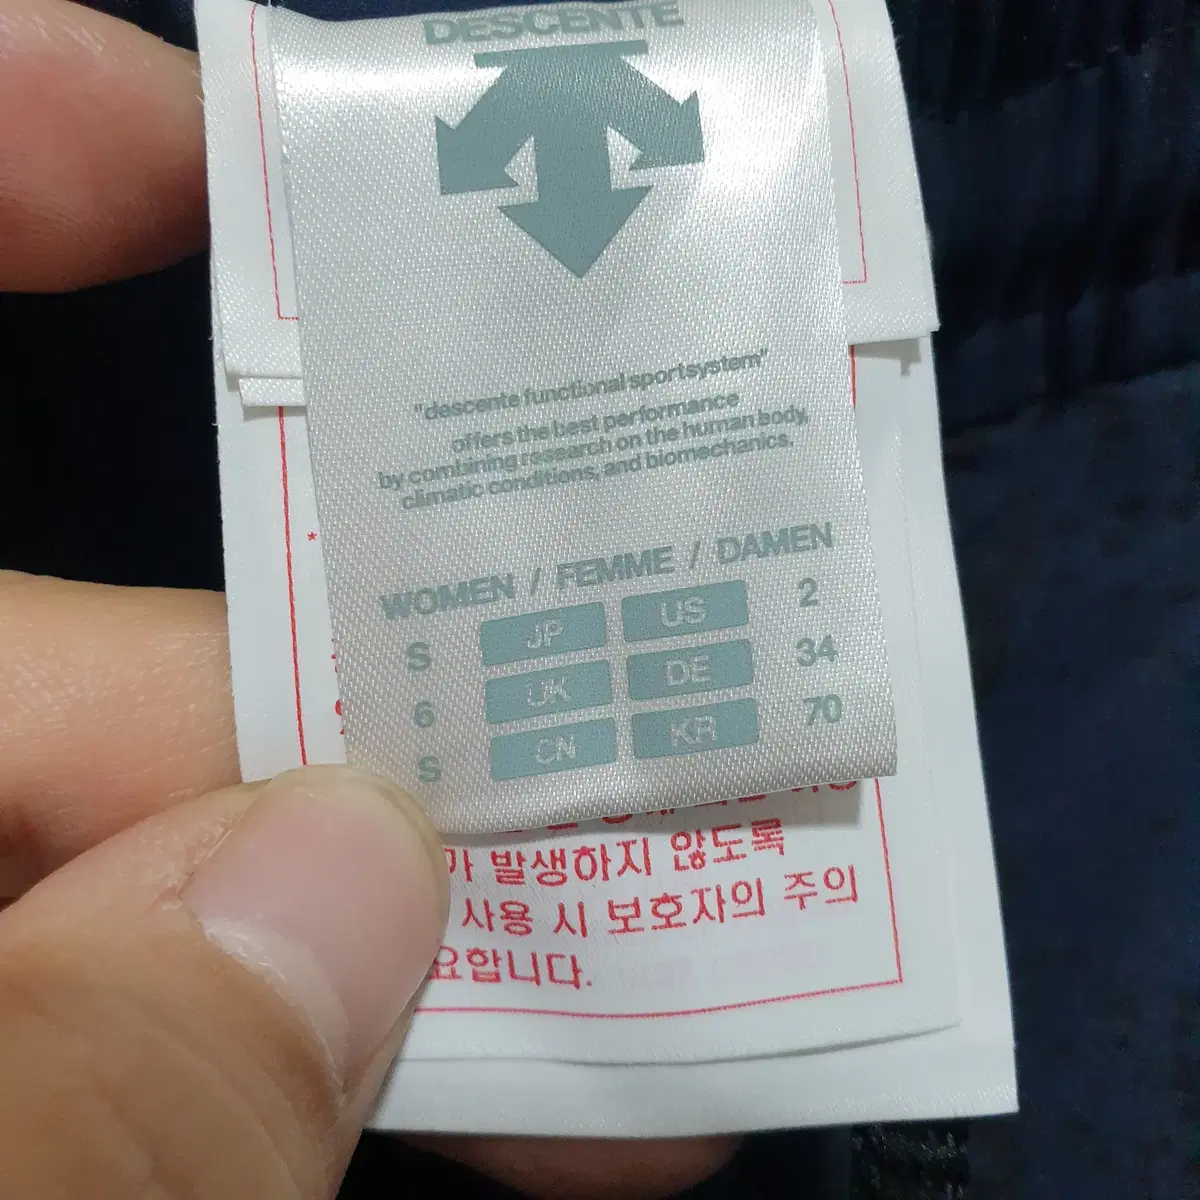 DESCENTE
"descente functional sportsystem"
offers the best performance
by combining research on the human body,
climatic conditions, and biomechanics.
WOMEN / FEMME / DAMEN
S JP US 2
6 UK DE 34
S CN KR 70
*
가 발생하지 않도록
사용 시 보호자의 주의
요합니다.